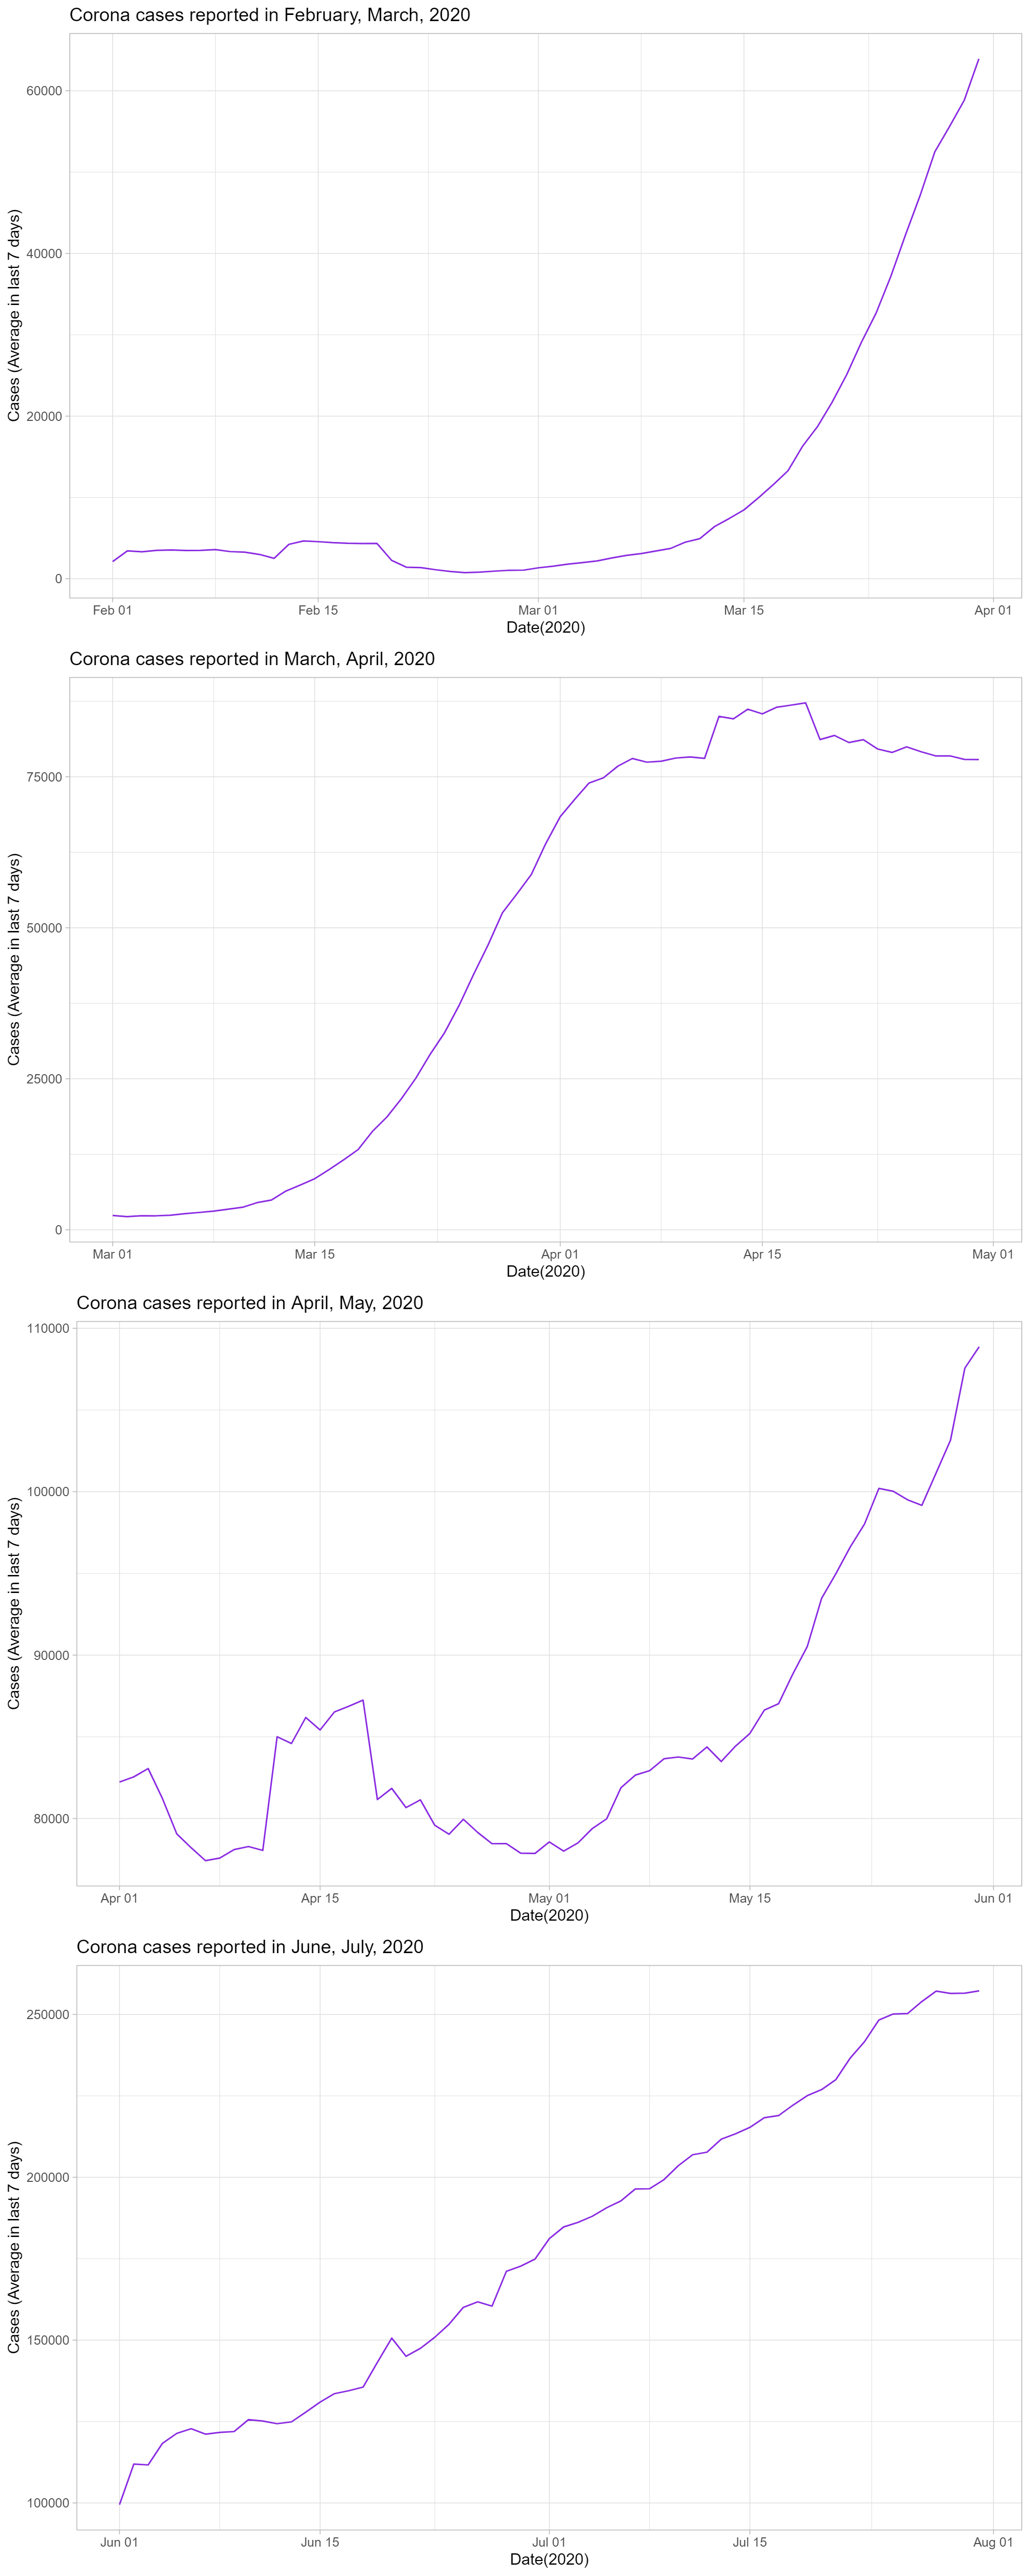 Corona cases reported in February, March, 2020
Cases (Average in last 7 days)
60000
40000
20000
0
Feb 01 Feb 15 Mar 01 Mar 15 Apr 01
Date(2020)
Corona cases reported in March, April, 2020
Cases (Average in last 7 days)
75000
50000
25000
0
Mar 01 Mar 15 Apr 01 Apr 15 May 01
Date(2020)
Corona cases reported in April, May, 2020
Cases (Average in last 7 days)
110000
100000
90000
80000
Apr 01 Apr 15 May 01 May 15 Jun 01
Date(2020)
Corona cases reported in June, July, 2020
Cases (Average in last 7 days)
250000
200000
150000
100000
Jun 01 Jun 15 Jul 01 Jul 15 Aug 01
Date(2020)